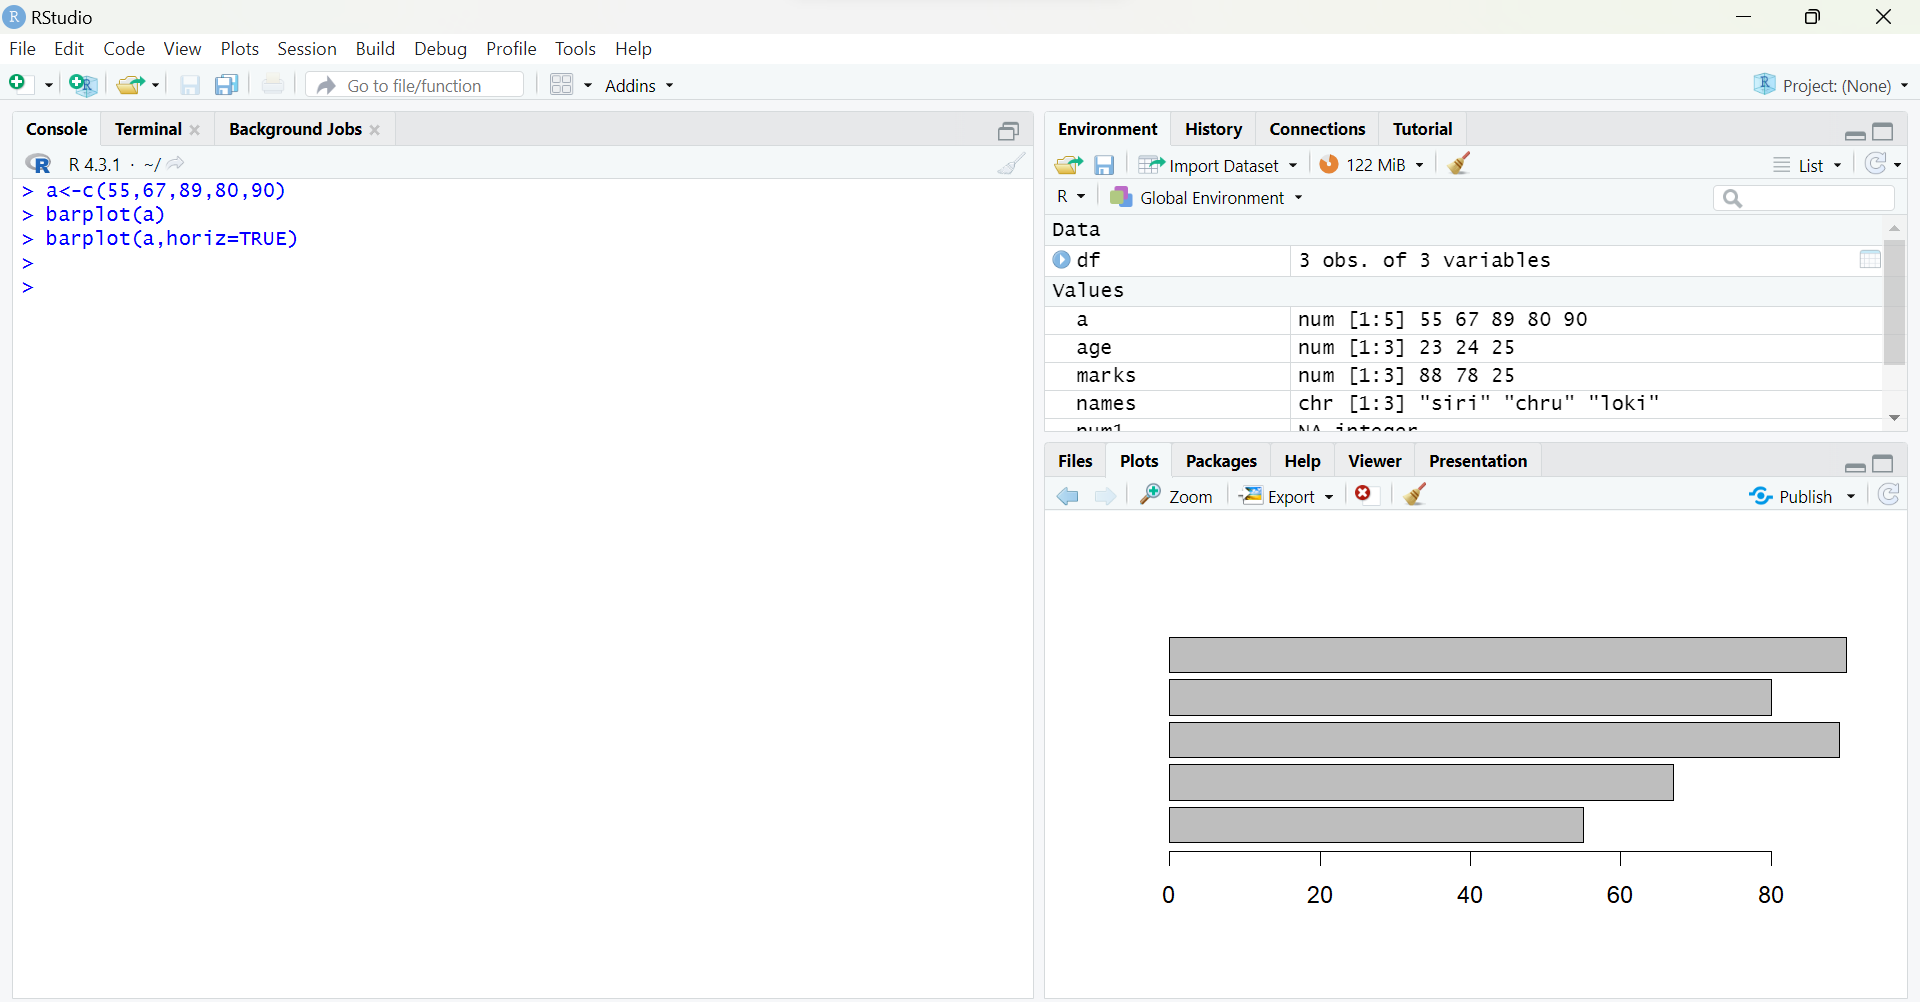 RStudio
File Edit Code View Plots Session Build Debug Profile Tools Help
Go to file/function Addins Project: (None)
Console Terminal Background Jobs
R 4.3.1 · ~/
> a<-c(55,67,89,80,90)
> barplot(a)
> barplot(a,horiz=TRUE)
>
>
Environment History Connections Tutorial
Import Dataset 122 MiB List
R Global Environment
Data
df 3 obs. of 3 variables
Values
a num [1:5] 55 67 89 80 90
age num [1:3] 23 24 25
marks num [1:3] 88 78 25
names chr [1:3] "siri" "chru" "loki"
num1 NA integer
Files Plots Packages Help Viewer Presentation
Zoom Export Publish
0 20 40 60 80